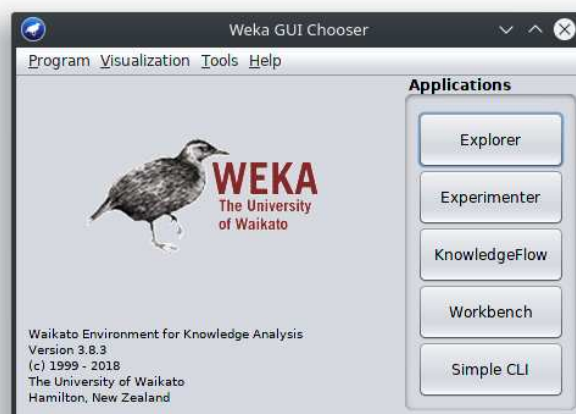 Weka GUI Chooser
Program Visualization Tools Help
Applications
Explorer
Experimenter
KnowledgeFlow
Workbench
Simple CLI
WEKA
The University
of Waikato
Waikato Environment for Knowledge Analysis
Version 3.8.3
(c) 1999 - 2018
The University of Waikato
Hamilton, New Zealand